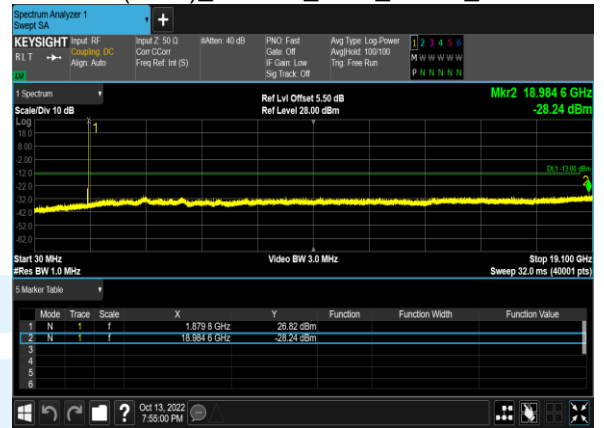 Spectrum Analyzer 1
Swept SA
KEYSIGHT
R L T
LW
Input: RF
Coupling: DC
Align: Auto
Input Z: 50 Ω
Corr CCorr
Freq Ref: Int (S)
#Atten: 40 dB
PNO: Fast
Gate: Off
IF Gain: Low
Sig Track: Off
Avg Type: Log-Power
Avg|Hold: 100/100
Trig: Free Run
1 2 3 4 5 6
M W W W W W
P N N N N N
1 Spectrum
Scale/Div 10 dB
Log
Ref Lvl Offset 5.50 dB
Ref Level 28.00 dBm
Mkr2 18.984 6 GHz
-28.24 dBm
1
18.0
8.00
-2.00
-12.0
DL1 -13.00 dBm
-22.0
2
-32.0
-42.0
-52.0
-62.0
Start 30 MHz
#Res BW 1.0 MHz
Video BW 3.0 MHz
Stop 19.100 GHz
Sweep 32.0 ms (40001 pts)
5 Marker Table
Mode Trace Scale X Y Function Function Width Function Value
1 N 1 f 1.879 8 GHz 26.82 dBm
2 N 1 f 18.984 6 GHz -28.24 dBm
3
4
5
6
?
Oct 13, 2022
7:55:00 PM